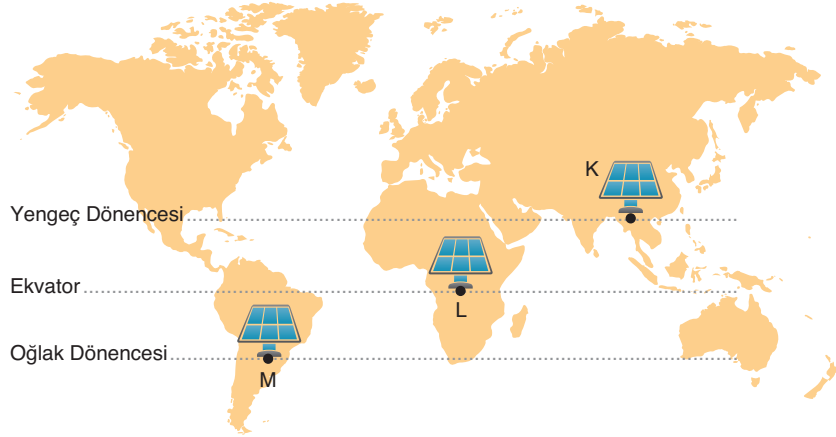 K
Yengeç Dönencesi
Ekvator
L
Oğlak Dönencesi
M